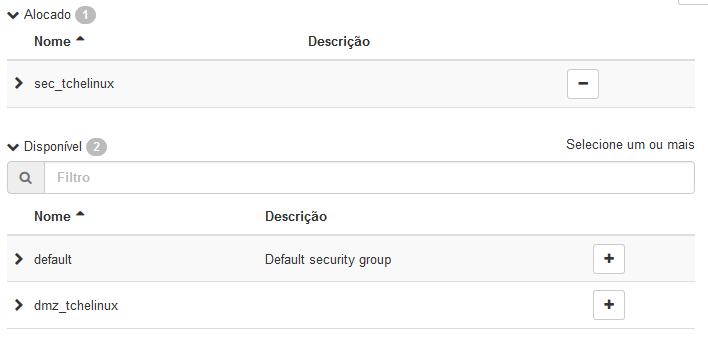 Alocado 1
Nome Descrição
sec_tchelinux
Disponível 2 Selecione um ou mais
Filtro
Nome Descrição
default Default security group
dmz_tchelinux